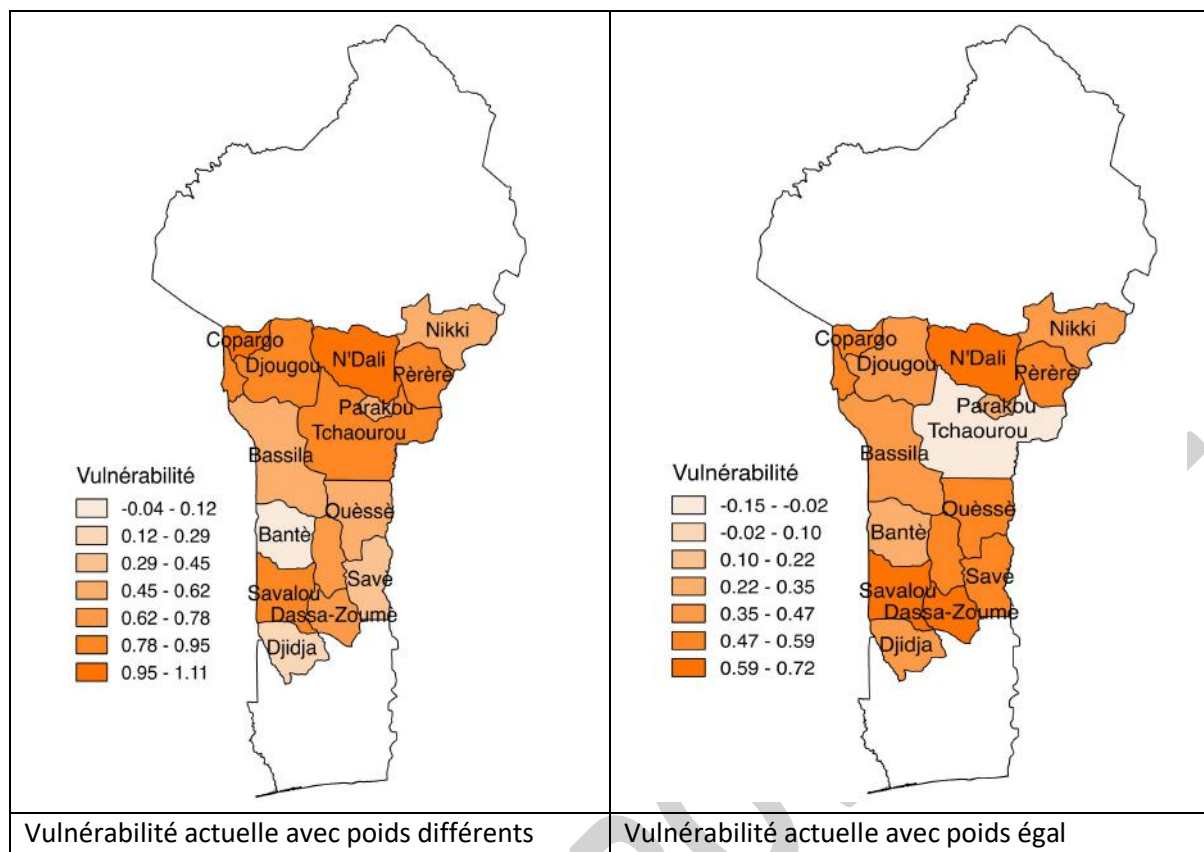 Copargo
Djougou
N'Dali
Nikki
Pèrèrè
Parakou
Tchaourou
Bassila
Ouèssè
Bantè
Savè
Savalou
Dassa-Zoumè
Djidja
Vulnérabilité
-0.04 - 0.12
0.12 - 0.29
0.29 - 0.45
0.45 - 0.62
0.62 - 0.78
0.78 - 0.95
0.95 - 1.11
Vulnérabilité actuelle avec poids différents
Copargo
Djougou
N'Dali
Nikki
Pèrèrè
Parakou
Tchaourou
Bassila
Ouèssè
Bantè
Savè
Savalou
Dassa-Zoumè
Djidja
Vulnérabilité
-0.15 - -0.02
-0.02 - 0.10
0.10 - 0.22
0.22 - 0.35
0.35 - 0.47
0.47 - 0.59
0.59 - 0.72
Vulnérabilité actuelle avec poids égal